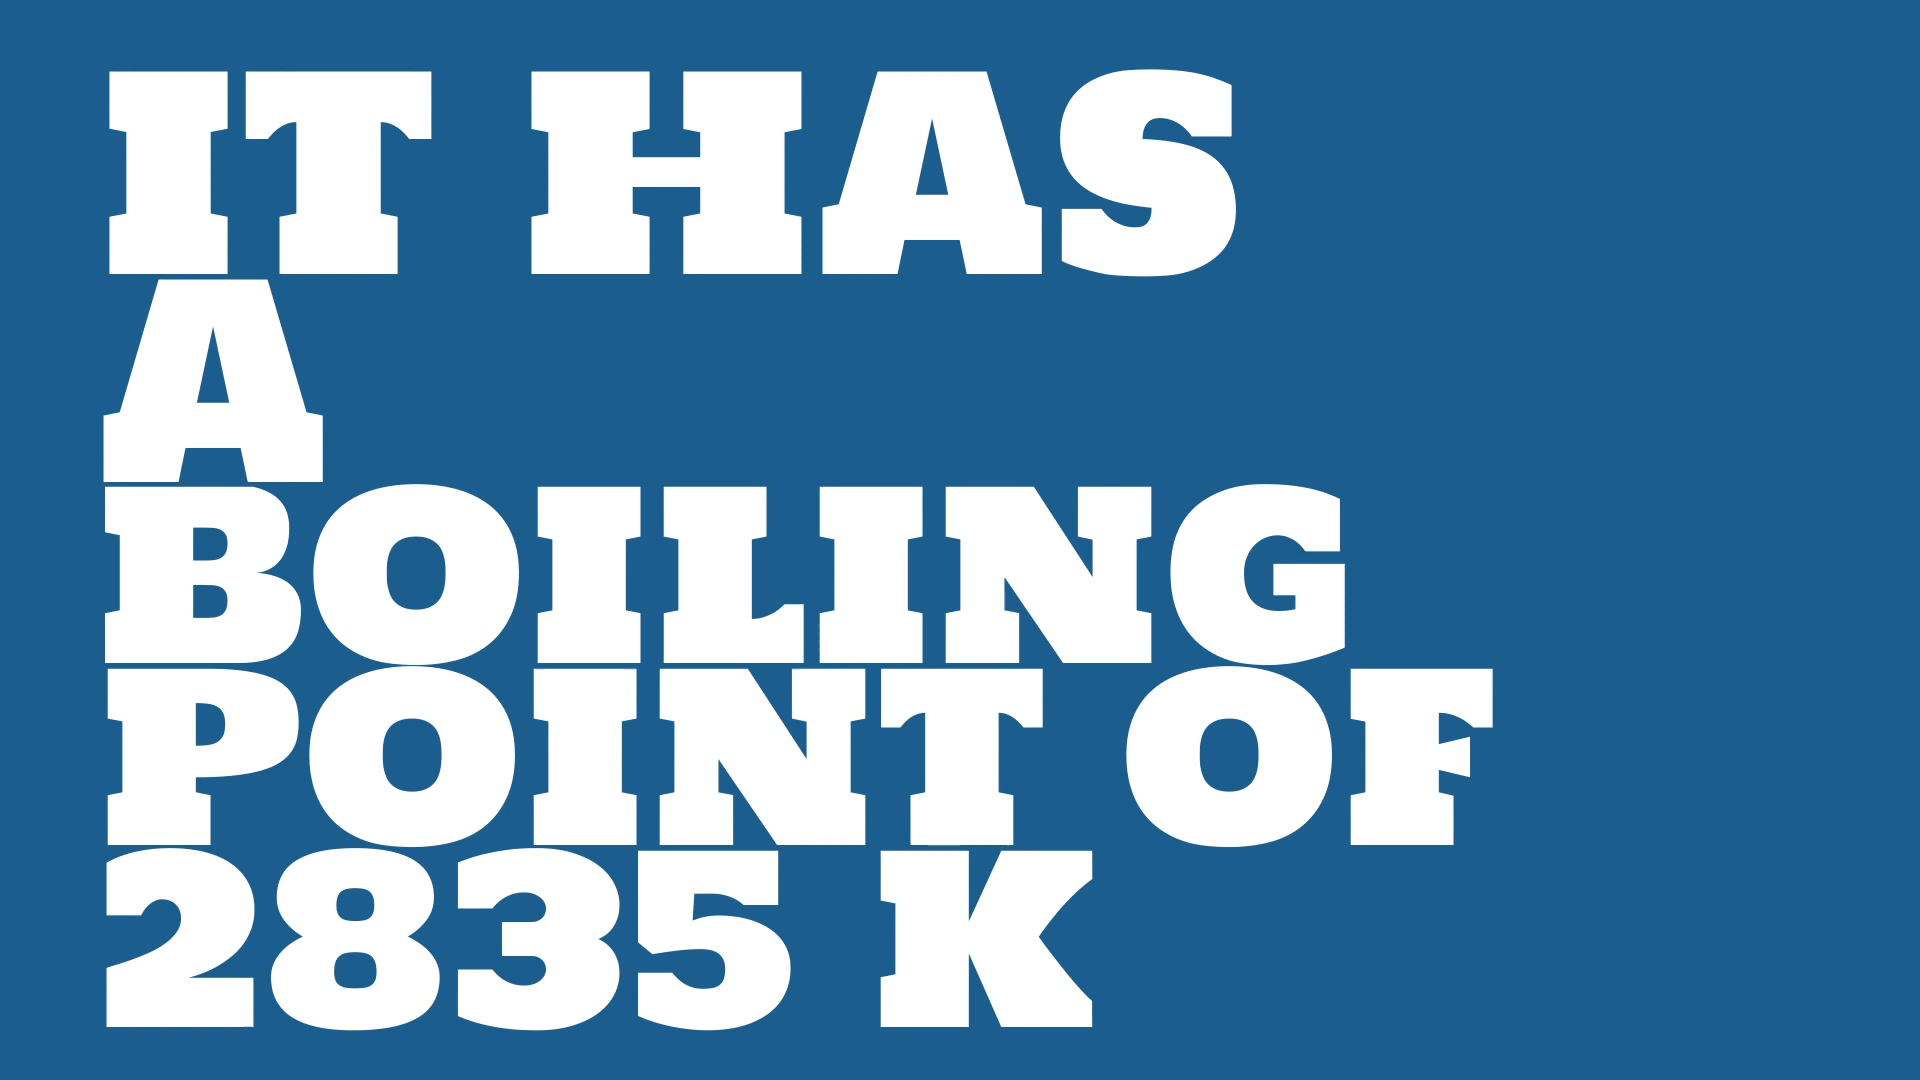 IT HAS
A
BOILING
POINT OF
2835 K